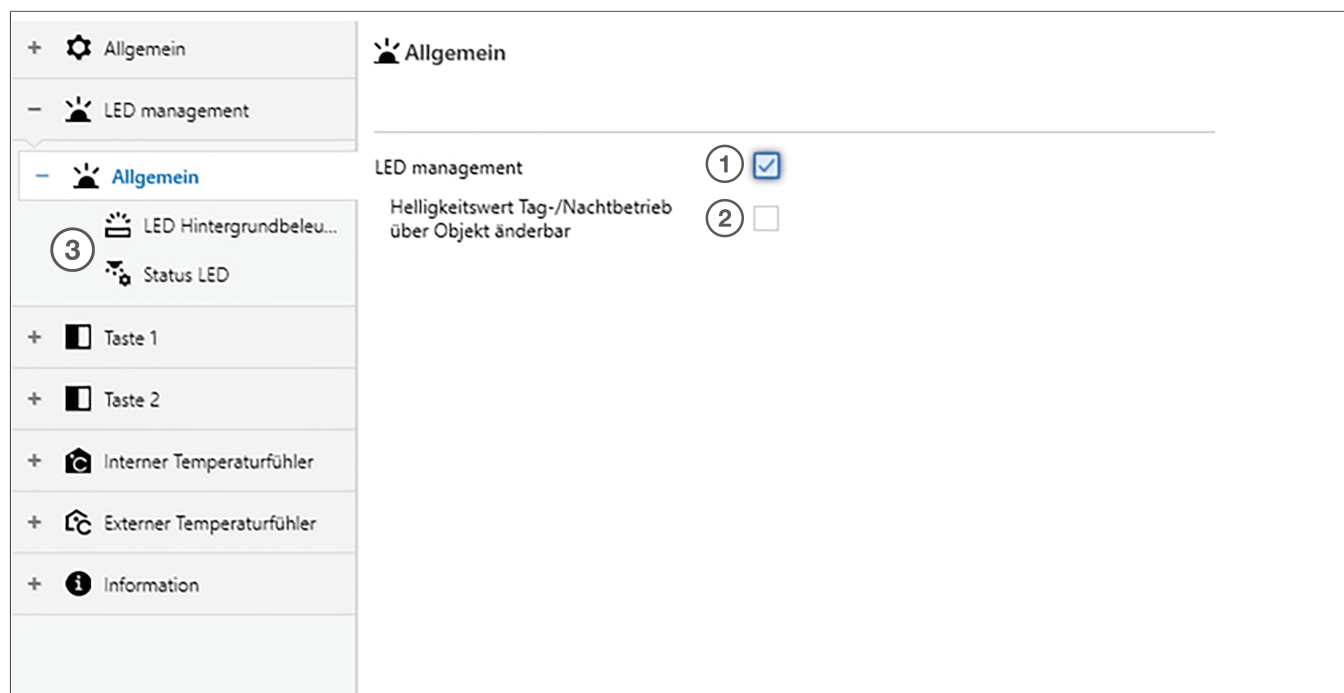 Allgemein
LED management
Allgemein
LED Hintergrundbeleu...
3
Status LED
Taste 1
Taste 2
Interner Temperaturfühler
Externer Temperaturfühler
Information
Allgemein
LED management
1
Helligkeitswert Tag-/Nachtbetrieb
über Objekt änderbar
2